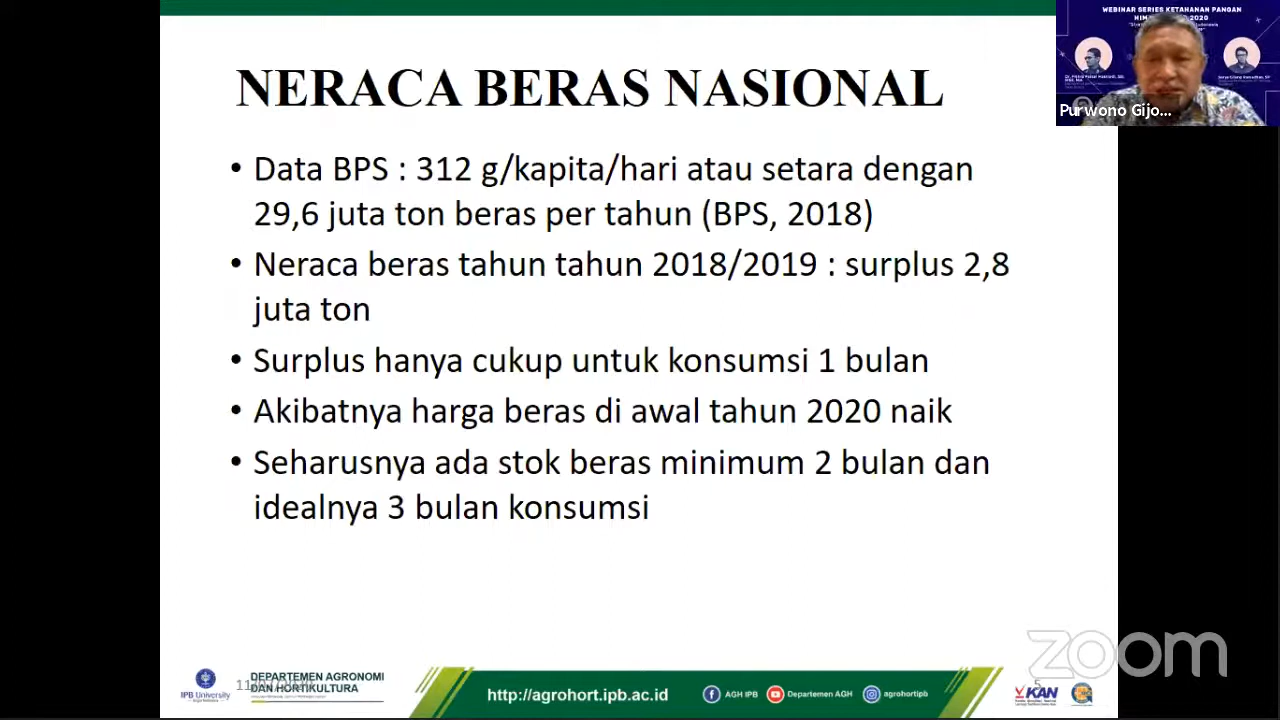 NERACA BERAS NASIONAL
• Data BPS : 312 g/kapita/hari atau setara dengan
29,6 juta ton beras per tahun (BPS, 2018)
• Neraca beras tahun tahun 2018/2019 : surplus 2,8
juta ton
• Surplus hanya cukup untuk konsumsi 1 bulan
• Akibatnya harga beras di awal tahun 2020 naik
• Seharusnya ada stok beras minimum 2 bulan dan
idealnya 3 bulan konsumsi
WEBINAR SERIES KETAHANAN PANGAN
Purwono Gijo...
IPB University
DEPARTEMEN AGRONOMI
DAN HORTIKULTURA
http://agrohort.ipb.ac.id
AGH IPB
Departemen AGH
agrohortipb
5
KAN
zoom